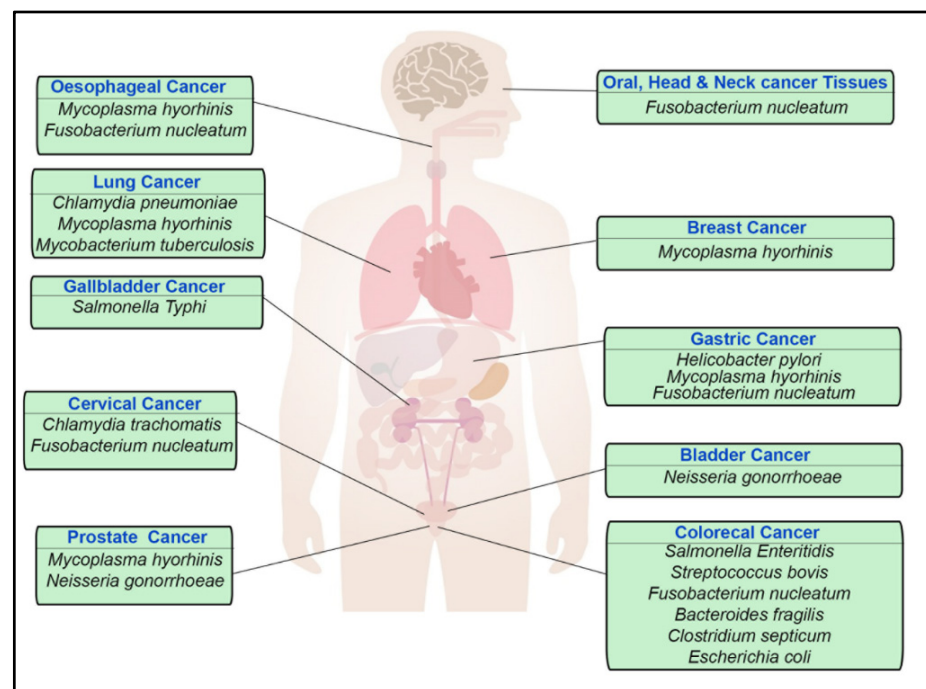 Oesophageal Cancer
Mycoplasma hyorhinis
Fusobacterium nucleatum
Lung Cancer
Chlamydia pneumoniae
Mycoplasma hyorhinis
Mycobacterium tuberculosis
Gallbladder Cancer
Salmonella Typhi
Cervical Cancer
Chlamydia trachomatis
Fusobacterium nucleatum
Prostate Cancer
Mycoplasma hyorhinis
Neisseria gonorrhoeae
Oral, Head & Neck cancer Tissues
Fusobacterium nucleatum
Breast Cancer
Mycoplasma hyorhinis
Gastric Cancer
Helicobacter pylori
Mycoplasma hyorhinis
Fusobacterium nucleatum
Bladder Cancer
Neisseria gonorrhoeae
Colorecal Cancer
Salmonella Enteritidis
Streptococcus bovis
Fusobacterium nucleatum
Bacteroides fragilis
Clostridium septicum
Escherichia coli